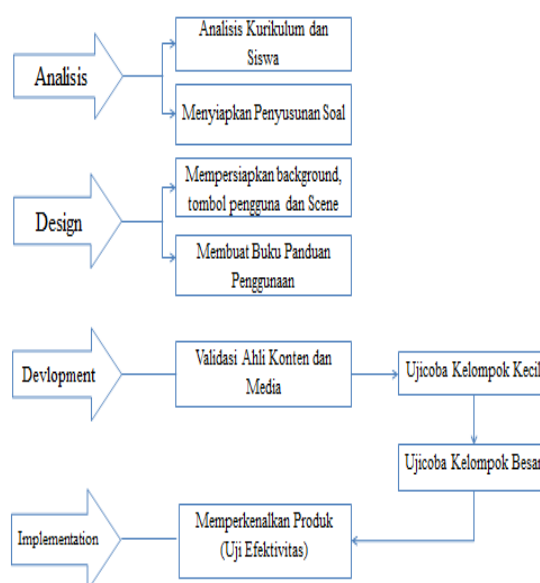 Analisis
Analisis Kurikulum dan
Siswa
Menyiapkan Penyusunan Soal
Design
Mempersiapkan background,
tombol pengguna dan Scene
Membuat Buku Panduan
Penggunaan
Devlopment
Validasi Ahli Konten dan
Media
Ujicoba Kelompok Kecil
Ujicoba Kelompok Besar
Implementation
Memperkenalkan Produk
(Uji Efektivitas)